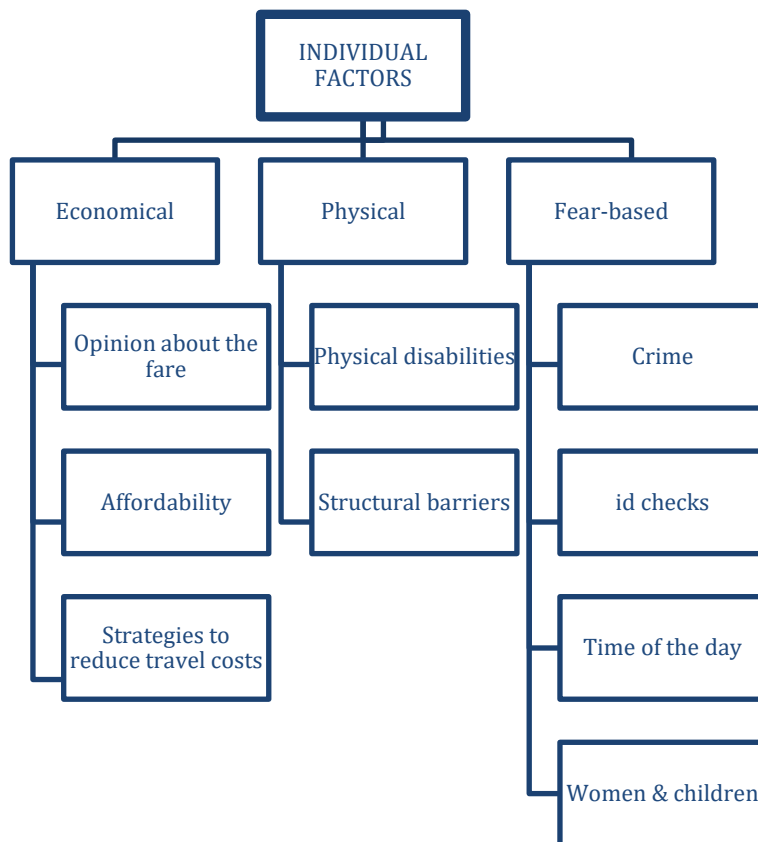 INDIVIDUAL
FACTORS
Economical
Physical
Fear-based
Opinion about the
fare
Physical disabilities
Crime
Affordability
Structural barriers
id checks
Strategies to
reduce travel costs
Time of the day
Women & children